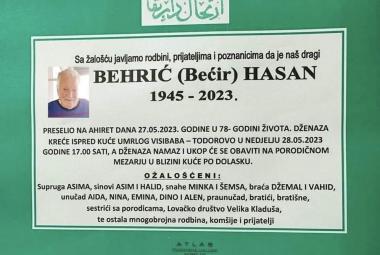 Sa žalošću javljamo rodbini, prijateljima i poznanicima da je naš dragi
BEHRIĆ (Bećir) HASAN
1945 - 2023.
PRESELIO NA AHIRET DANA 27.05.2023. GODINE U 78- GODINI ŽIVOTA. DŽENAZA
KREĆE ISPRED KUĆE UMRLOG VISIBABA – TODOROVO U NEDJELJU 28.05.2023
GODINE 17.00 SATI, A DŽENAZA NAMAZ I UKOP ĆE SE OBAVITI NA PORODIČNOM
MEZARJU U BLIZINI KUĆE PO DOLASKU.
OŽALOŠĆENI:
Supruga ASIMA, sinovi ASIM I HALID, snahe MINKA I ŠEMSA, braća DŽEMAL I VAHID,
unučad AIDA, NINA, EMINA, DINO I ALEN, praunučad, bratići, bratišne,
sestrići sa porodicama, Lovačko društvo Velika Kladuša,
te ostala mnogobrojna rodbina, komšije i prijatelji
ATLAS